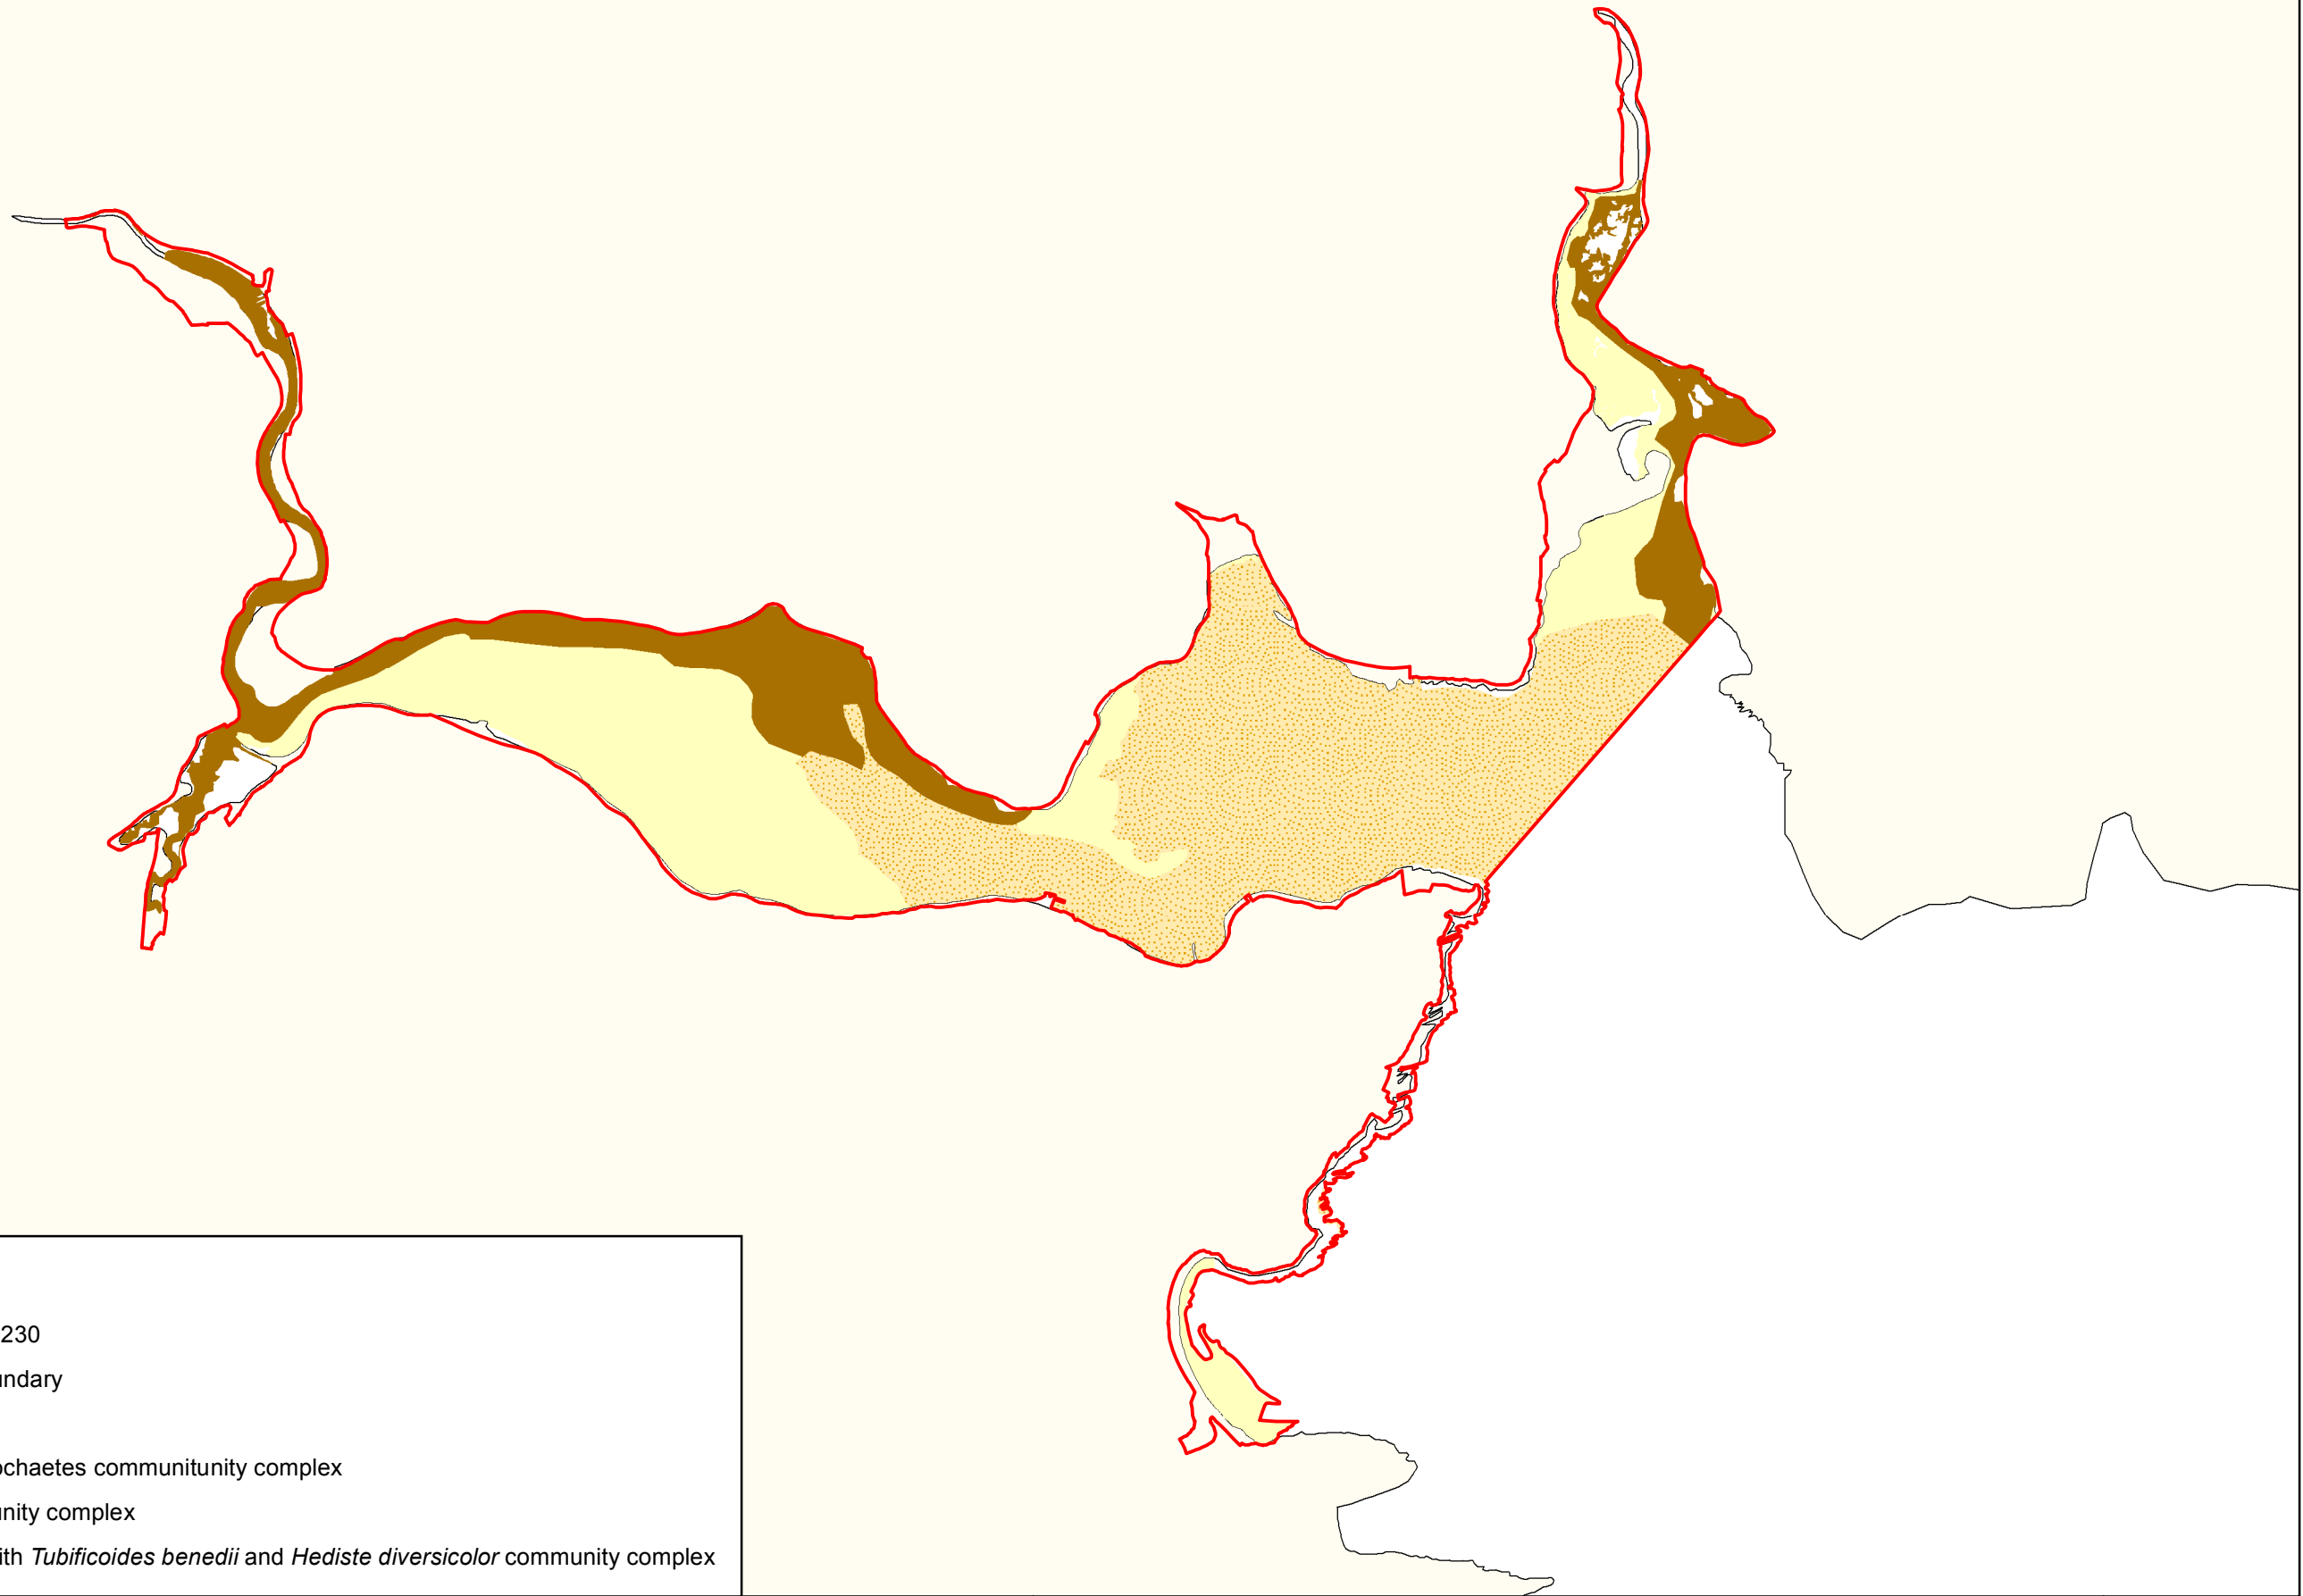 230
undary
ochaetes communitunity complex
unity complex
ith Tubificoides benedii and Hediste diversicolor community complex